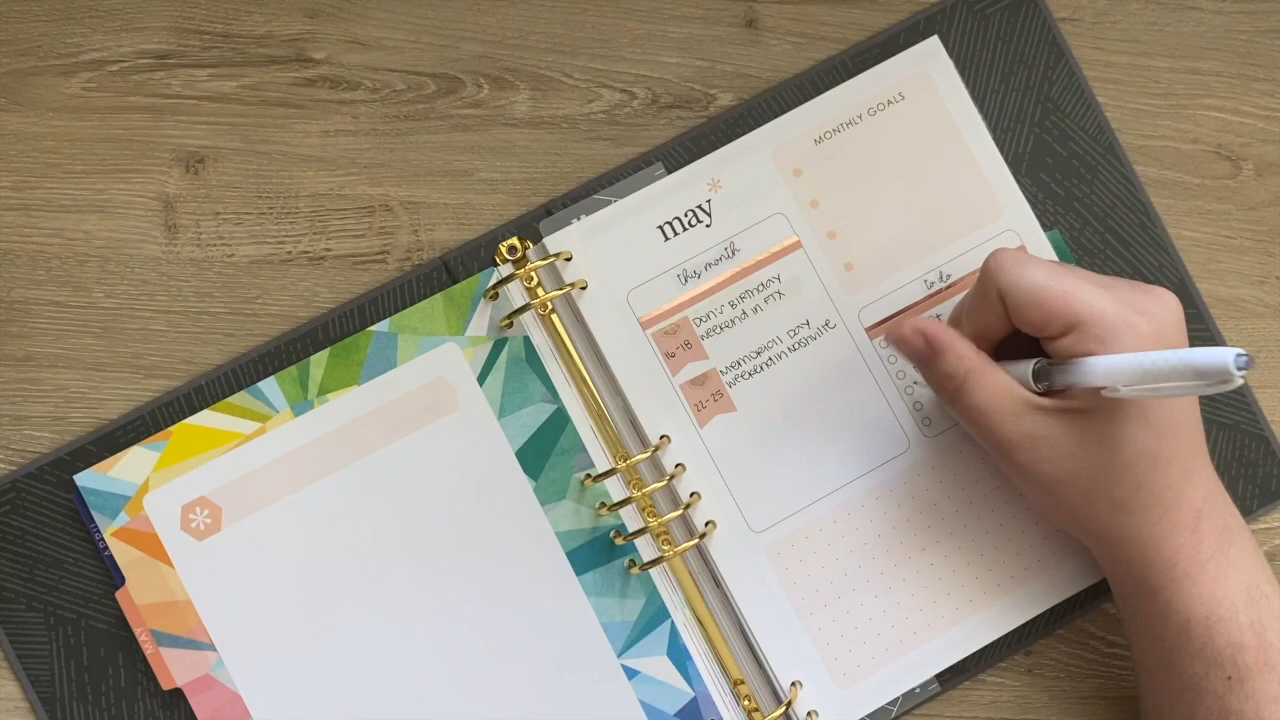 may
this month
16-18
Don's Birthday
weekend in FTX
22-25
Memorial Day
weekend in Nashville
MONTHLY GOALS
to do
MAY